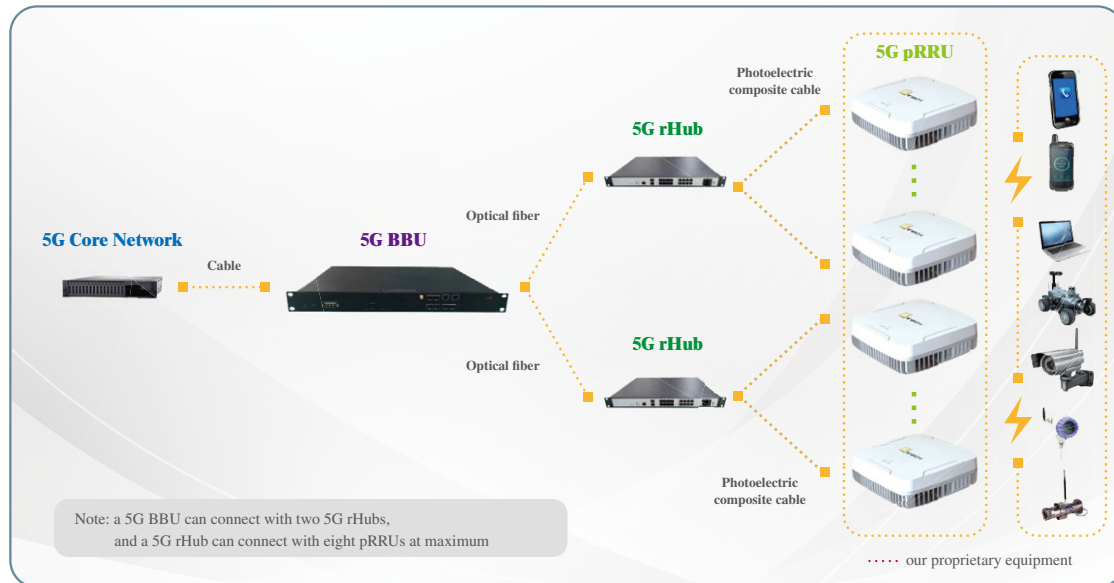 5G pRRU
Photoelectric
composite cable
5G rHub
Optical fiber
5G Core Network
5G BBU
Cable
5G rHub
Optical fiber
Photoelectric
composite cable
Note: a 5G BBU can connect with two 5G rHubs,
and a 5G rHub can connect with eight pRRUs at maximum
our proprietary equipment